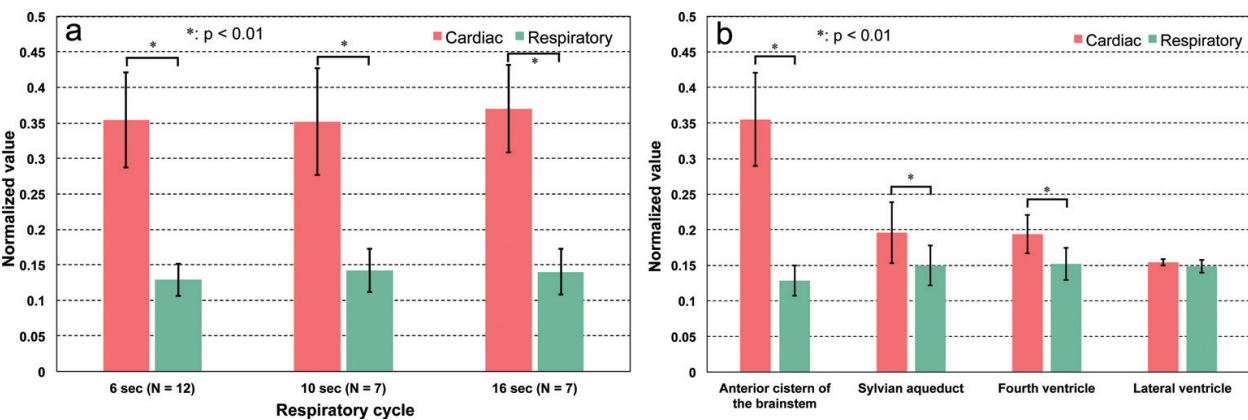 a
*: p < 0.01
Cardiac Respiratory
Normalized value
0.5
0.45
0.4
0.35
0.3
0.25
0.2
0.15
0.1
0.05
0
*
*
*
6 sec (N = 12) 10 sec (N = 7) 16 sec (N = 7)
Respiratory cycle
b
*: p < 0.01
Cardiac Respiratory
Normalized value
0.5
0.45
0.4
0.35
0.3
0.25
0.2
0.15
0.1
0.05
0
*
*
*
Anterior cistern of
the brainstem
Sylvian aqueduct
Fourth ventricle
Lateral ventricle